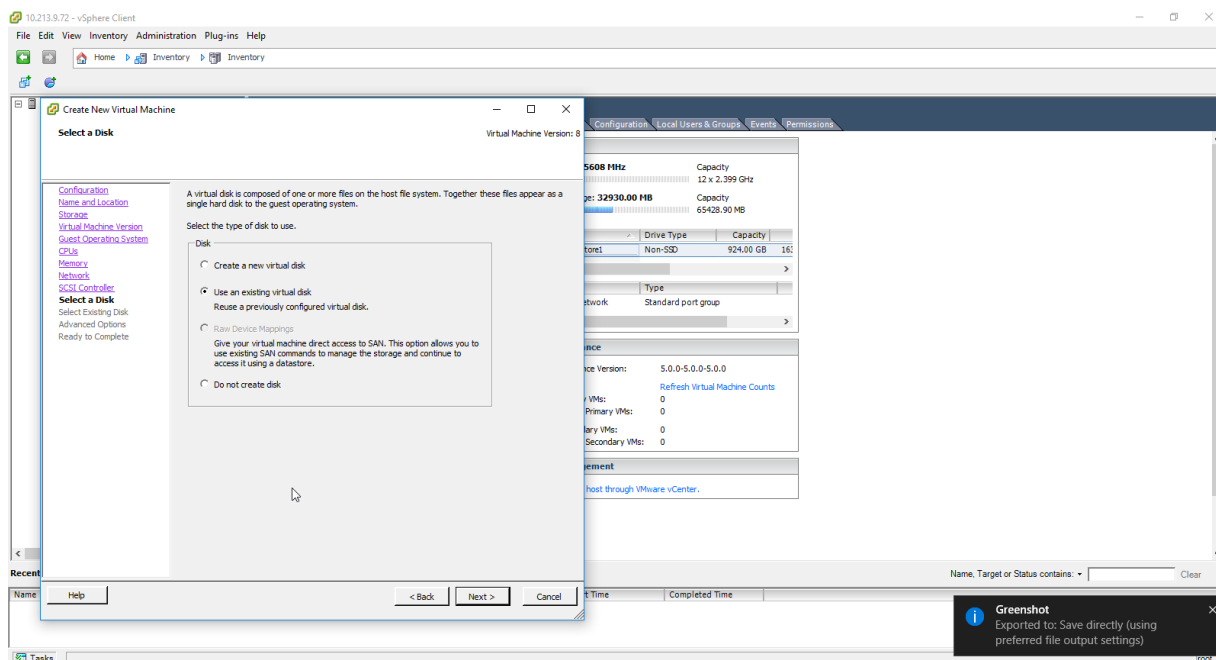 10.213.9.72 - vSphere Client
File Edit View Inventory Administration Plug-ins Help
Home Inventory Inventory
Create New Virtual Machine
Select a Disk
Virtual Machine Version: 8
Configuration
Name and Location
Storage
Virtual Machine Version
Guest Operating System
CPUs
Memory
Network
SCSI Controller
Select a Disk
Select Existing Disk
Advanced Options
Ready to Complete
A virtual disk is composed of one or more files on the host file system. Together these files appear as a
single hard disk to the guest operating system.
Select the type of disk to use.
Disk
Create a new virtual disk
Use an existing virtual disk
Reuse a previously configured virtual disk.
Raw Device Mappings
Give your virtual machine direct access to SAN. This option allows you to
use existing SAN commands to manage the storage and continue to
access it using a datastore.
Do not create disk
Help
< Back Next > Cancel
Configuration Local Users & Groups Events Permissions
5608 MHz Capacity
12 x 2.399 GHz
ge: 32930.00 MB Capacity
65428.90 MB
Drive Type Capacity
tore1 Non-SSD 924.00 GB 163
Type
etwork Standard port group
ance
nce Version: 5.0.0-5.0.0-5.0.0
Refresh Virtual Machine Counts
y VMs: 0
Primary VMs: 0
dary VMs: 0
Secondary VMs: 0
gement
host through VMware vCenter.
Recent
Name, Target or Status contains: Clear
Name t Time Completed Time
Greenshot
Exported to: Save directly (using
preferred file output settings)
Tasks root